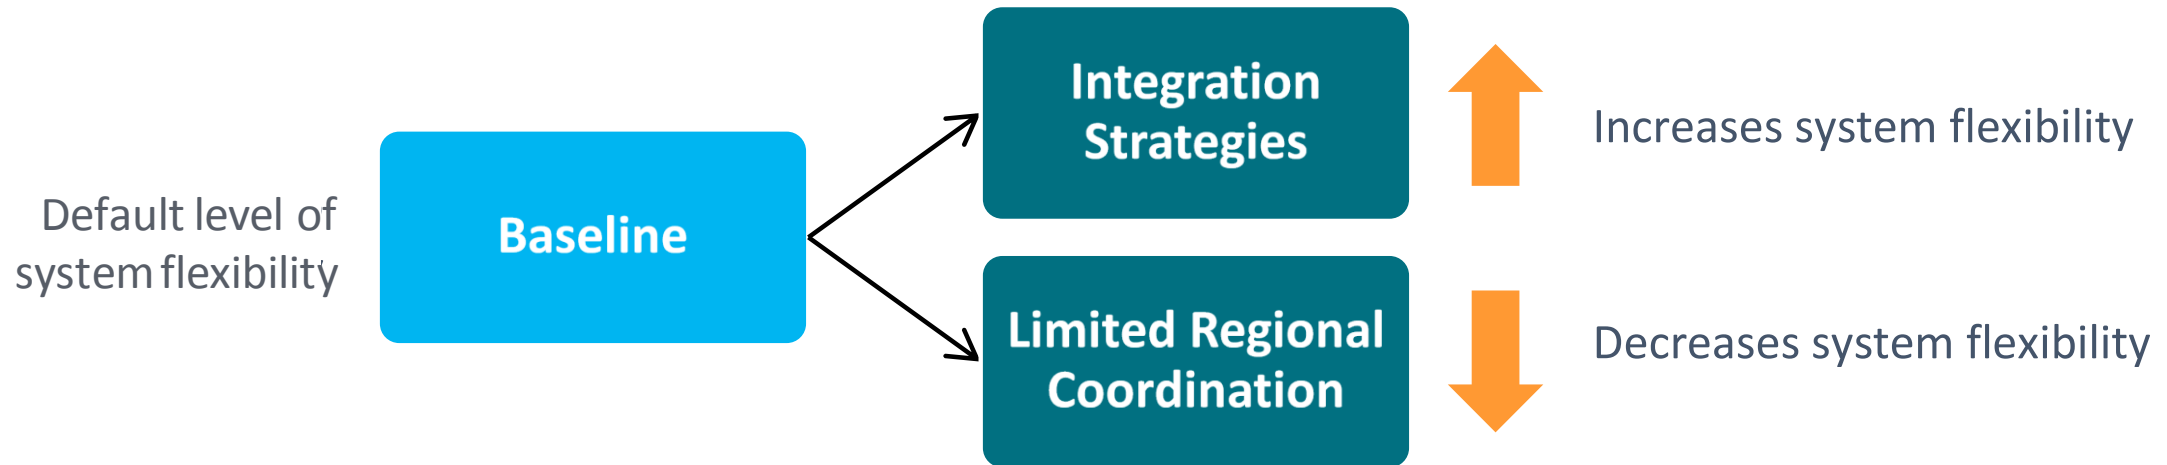 Default level of
system flexibility
Baseline
Integration
Strategies
Increases system flexibility
Limited Regional
Coordination
Decreases system flexibility